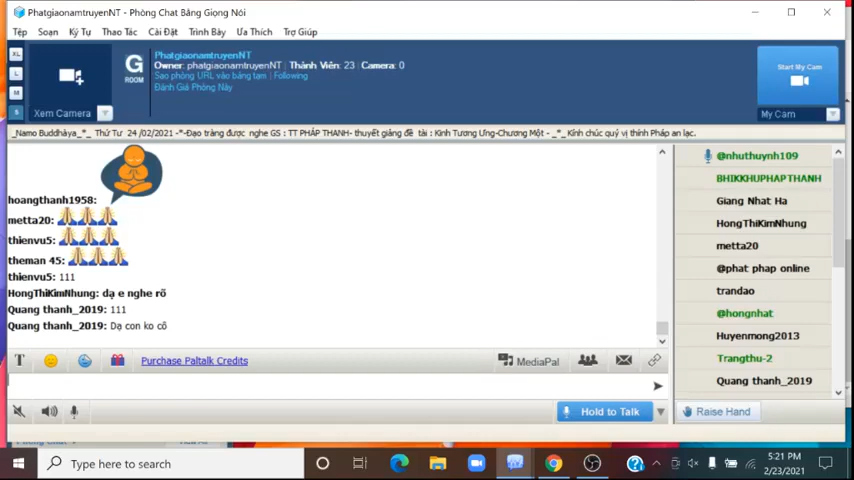 PhatgiaonamtruyenNT - Phòng Chat Bằng Giọng Nói
Tệp Soạn Ký Tự Thao Tác Cài Đặt Trình Bày Ưa Thích Trợ Giúp
XL
L
M
S
Xem Camera
G
ROOM
PhatgiaonamtruyenNT
Owner: phatgiaonamtruyenNT | Thành Viên: 23 | Camera: 0
Sao phòng URL vào bảng tạm | Following
Đánh Giá Phòng Này
Start My Cam
My Cam
_Namo Buddhàya_*_ Thứ Tư 24 /02/2021 -*-Đạo tràng được nghe GS : TT PHÁP THANH- thuyết giảng đề tài : Kinh Tương Ưng-Chương Một - _*_ Kính chúc quý vị thính Pháp an lạc.
hoangthanh1958:
metta20:
thienvu5:
theman 45:
thienvu5: 111
HongThiKimNhung: dạ e nghe rõ
Quang thanh_2019: 111
Quang thanh_2019: Dạ con ko cô
@nhuthuynh109
BHIKKHUPHAPTHANH
Giang Nhat Ha
HongThiKimNhung
metta20
@phat phap online
trandao
@hongnhat
Huyenmong2013
Trangthu-2
Quang thanh_2019
T Purchase Paltalk Credits MediaPal
Hold to Talk
Raise Hand
Type here to search
5:21 PM
2/23/2021